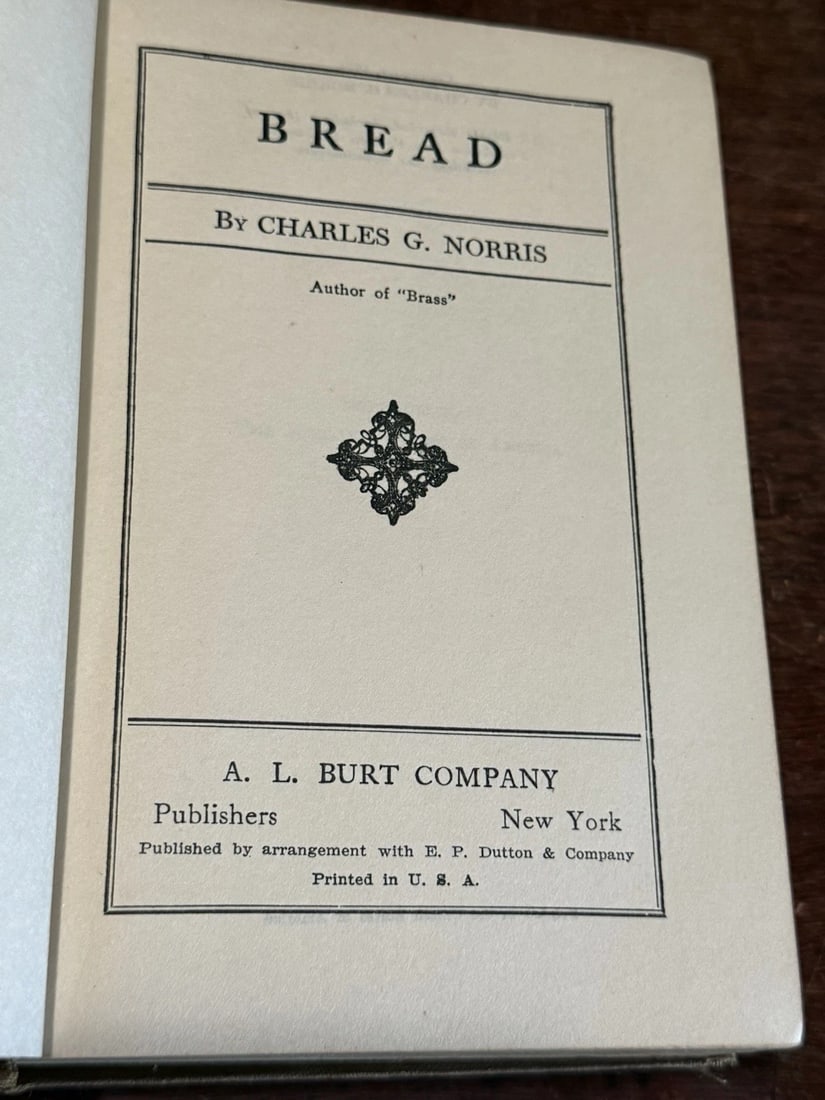 BREAD
By CHARLES G. NORRIS
Author of "Brass"
A. L. BURT COMPANY
Publishers New York
Published by arrangement with E. P. Dutton & Company
Printed in U. S. A.